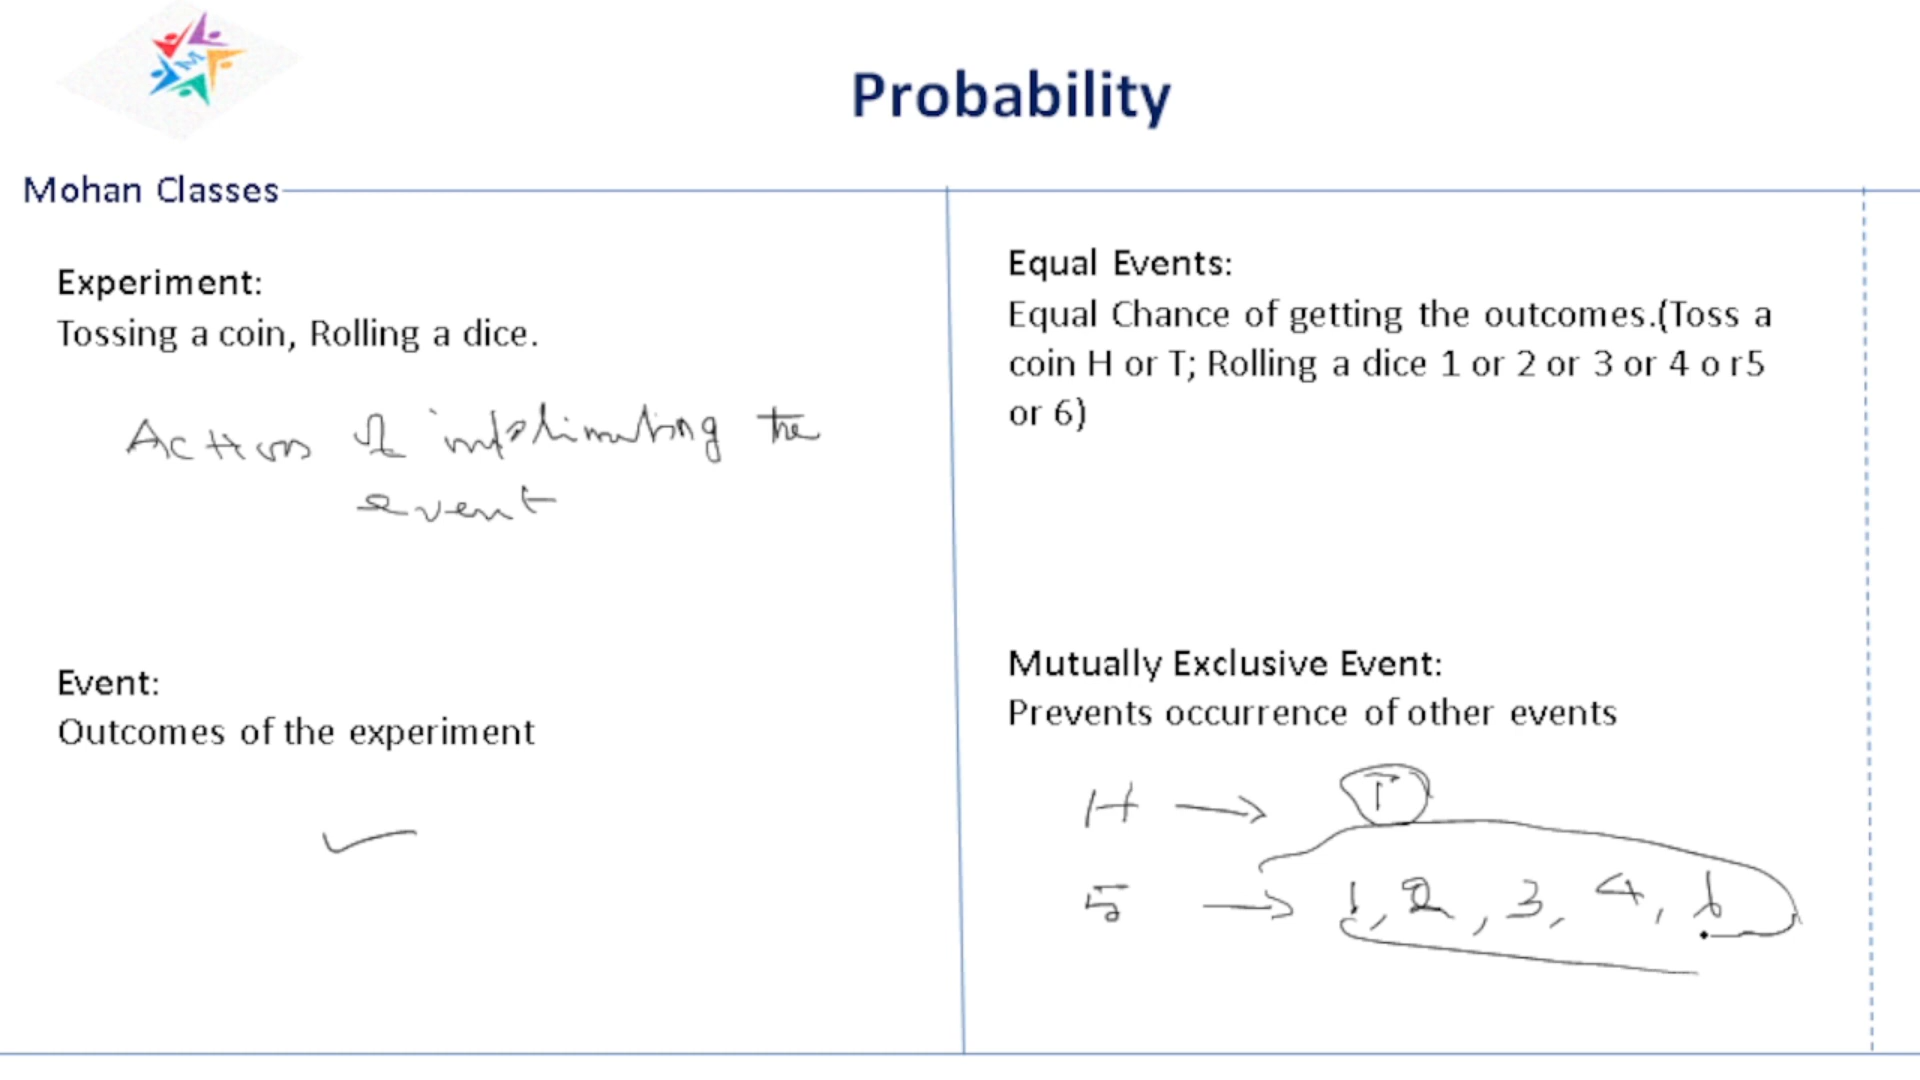 M
Probability
Mohan Classes
Experiment:
Tossing a coin, Rolling a dice.
Action of the
event
Event:
Outcomes of the experiment
Equal Events:
Equal Chance of getting the outcomes.(Toss a
coin H or T; Rolling a dice 1 or 2 or 3 or 4 o r5
or 6)
Mutually Exclusive Event:
Prevents occurrence of other events
H → T
5 → 1, 2, 3, 4, 6